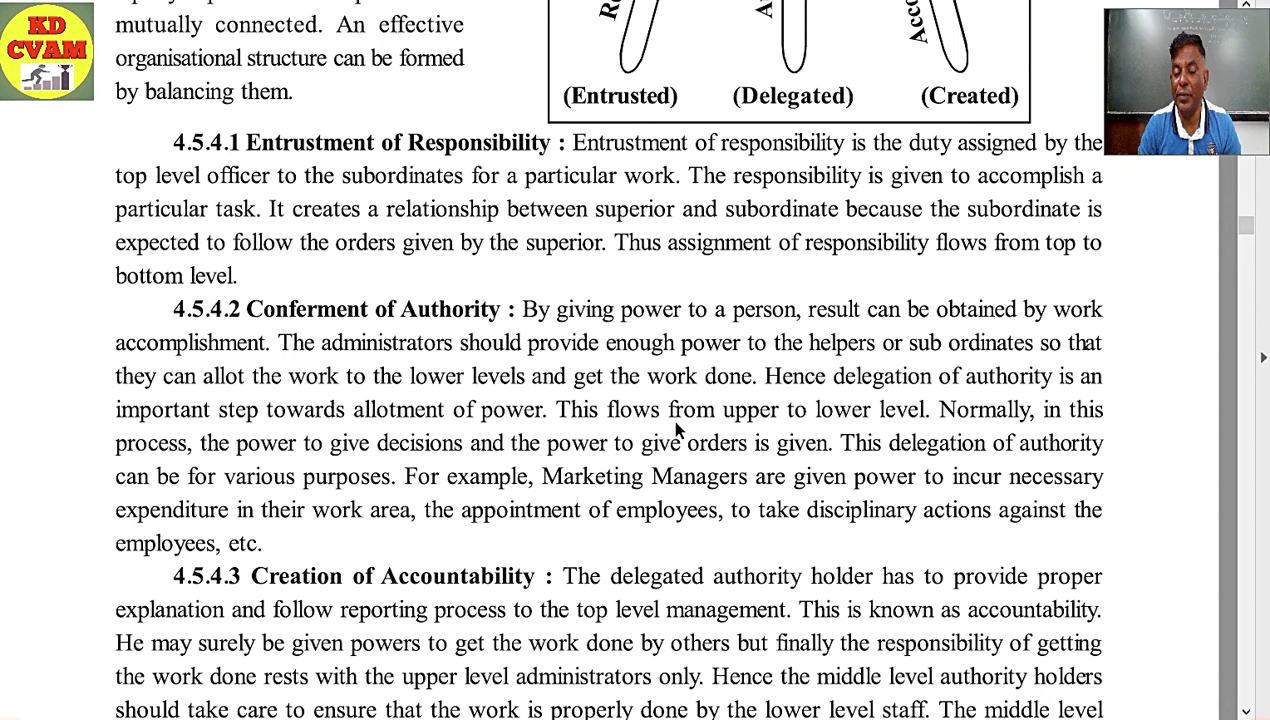 KD
CVAM
mutually connected. An effective
organisational structure can be formed
by balancing them.
(Entrusted) (Delegated) (Created)
4.5.4.1 Entrustment of Responsibility : Entrustment of responsibility is the duty assigned by the
top level officer to the subordinates for a particular work. The responsibility is given to accomplish a
particular task. It creates a relationship between superior and subordinate because the subordinate is
expected to follow the orders given by the superior. Thus assignment of responsibility flows from top to
bottom level.
4.5.4.2 Conferment of Authority : By giving power to a person, result can be obtained by work
accomplishment. The administrators should provide enough power to the helpers or sub ordinates so that
they can allot the work to the lower levels and get the work done. Hence delegation of authority is an
important step towards allotment of power. This flows from upper to lower level. Normally, in this
process, the power to give decisions and the power to give orders is given. This delegation of authority
can be for various purposes. For example, Marketing Managers are given power to incur necessary
expenditure in their work area, the appointment of employees, to take disciplinary actions against the
employees, etc.
4.5.4.3 Creation of Accountability : The delegated authority holder has to provide proper
explanation and follow reporting process to the top level management. This is known as accountability.
He may surely be given powers to get the work done by others but finally the responsibility of getting
the work done rests with the upper level administrators only. Hence the middle level authority holders
should take care to ensure that the work is properly done by the lower level staff. The middle level